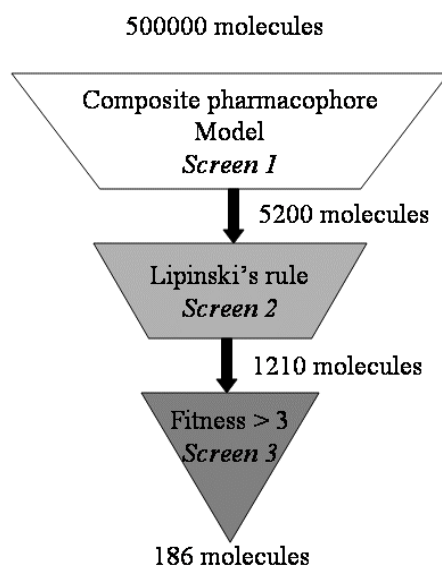 500000 molecules
Composite pharmacophore
Model
Screen 1
5200 molecules
Lipinski's rule
Screen 2
1210 molecules
Fitness > 3
Screen 3
186 molecules